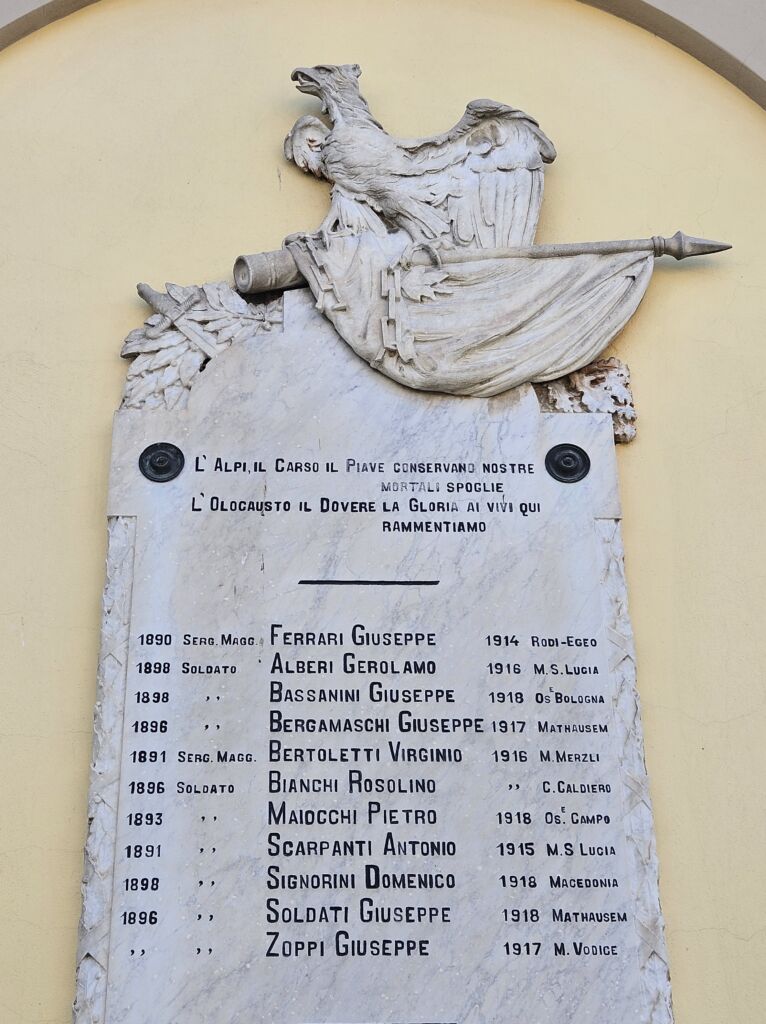 L'ALPI, IL CARSO IL PIAVE CONSERVANO NOSTRE
MORTALI SPOGLIE
L'OLOCAUSTO IL DOVERE LA GLORIA AI VIVI QUI
RAMMENTIAMO
1890 SERG. MAGG. FERRARI GIUSEPPE 1914 RODI-EGEO
1898 SOLDATO ALBERI GEROLAMO 1916 M.S. LUCIA
1898 ,, BASSANINI GIUSEPPE 1918 OSᴱ BOLOGNA
1896 ,, BERGAMASCHI GIUSEPPE 1917 MATHAUSEM
1891 SERG. MAGG. BERTOLETTI VIRGINIO 1916 M. MERZLI
1896 SOLDATO BIANCHI ROSOLINO ,, C. CALDIERO
1893 ,, MAIOCCHI PIETRO 1918 OSᴱ. CAMPO
1891 ,, SCARPANTI ANTONIO 1915 M.S LUCIA
1898 ,, SIGNORINI DOMENICO 1918 MACEDONIA
1896 ,, SOLDATI GIUSEPPE 1918 MATHAUSEM
,, ,, ZOPPI GIUSEPPE 1917 M. VODICE